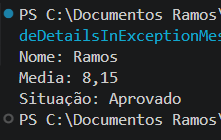 PS C:\Documentos Ramos\
deDetailsInExceptionMes
Nome: Ramos
Media: 8,15
Situação: Aprovado
PS C:\Documentos Ramos\